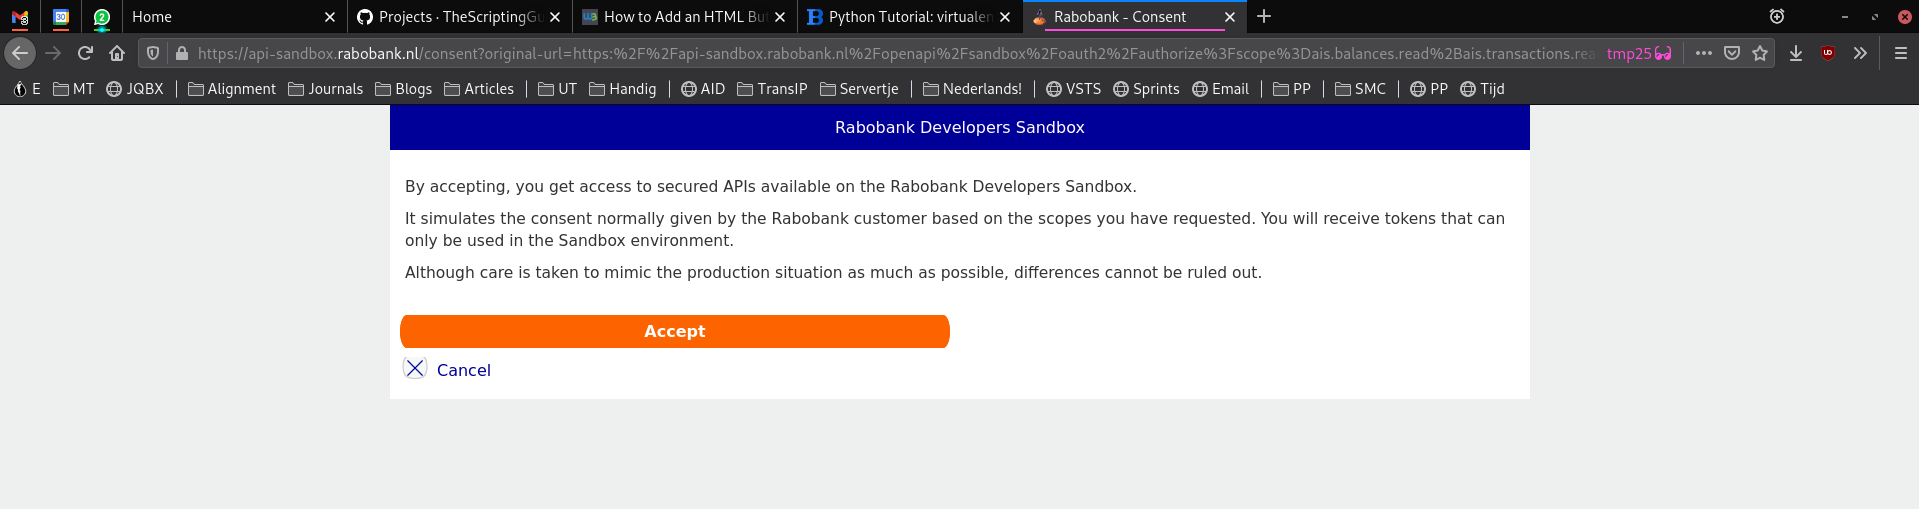 Home
Projects · TheScriptingGu
How to Add an HTML But
Python Tutorial: virtualen
Rabobank - Consent
https://api-sandbox.rabobank.nl/consent?original-url=https:%2F%2Fapi-sandbox.rabobank.nl%2Fopenapi%2Fsandbox%2Foauth2%2Fauthorize%3Fscope%3Dais.balances.read%2Bais.transactions.rea
tmp25
E MT JQBX Alignment Journals Blogs Articles UT Handig AID TransIP Servertje Nederlands! VSTS Sprints Email PP SMC PP Tijd
Rabobank Developers Sandbox
By accepting, you get access to secured APIs available on the Rabobank Developers Sandbox.
It simulates the consent normally given by the Rabobank customer based on the scopes you have requested. You will receive tokens that can
only be used in the Sandbox environment.
Although care is taken to mimic the production situation as much as possible, differences cannot be ruled out.
Accept
Cancel